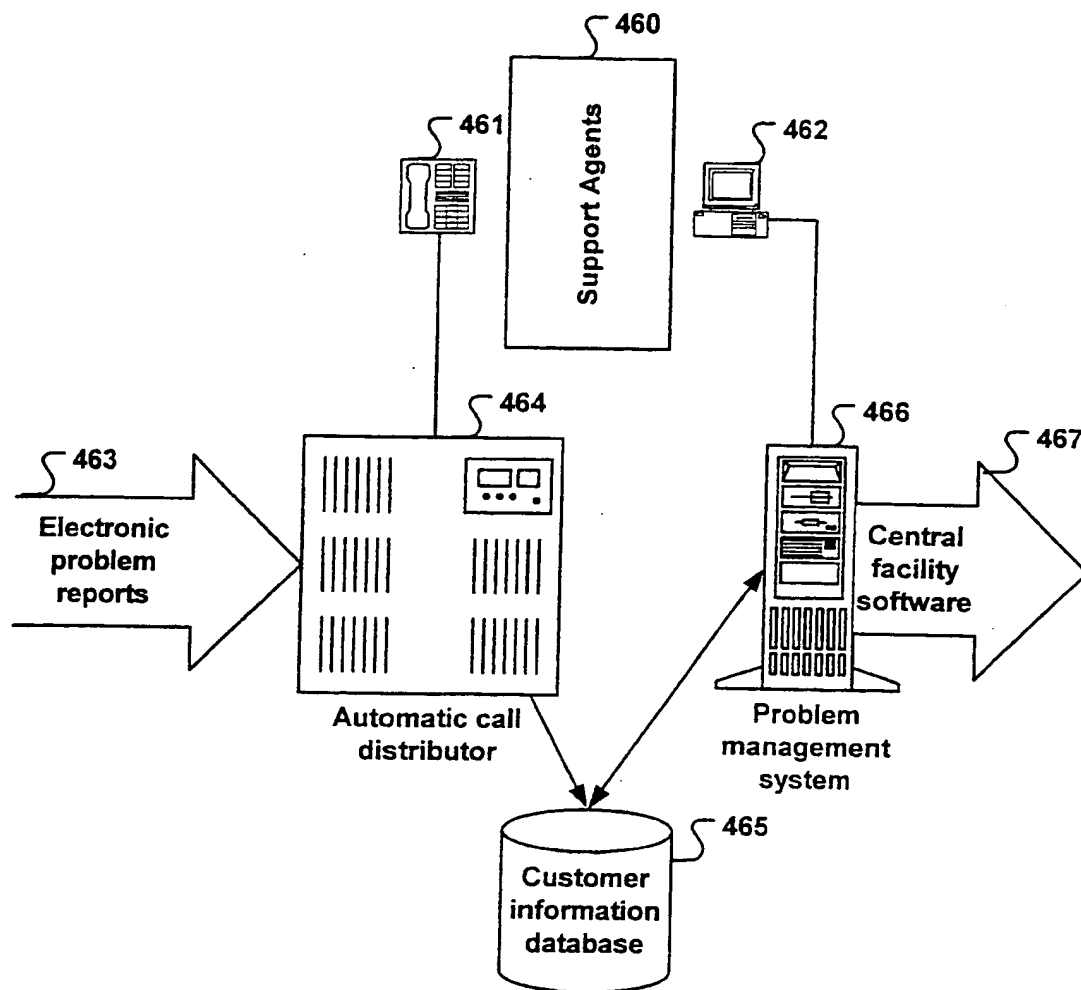 460
461
Support Agents
462
464
466
467
463
Electronic
problem
reports
Central
facility
software
Automatic call
distributor
Problem
management
system
465
Customer
information
database